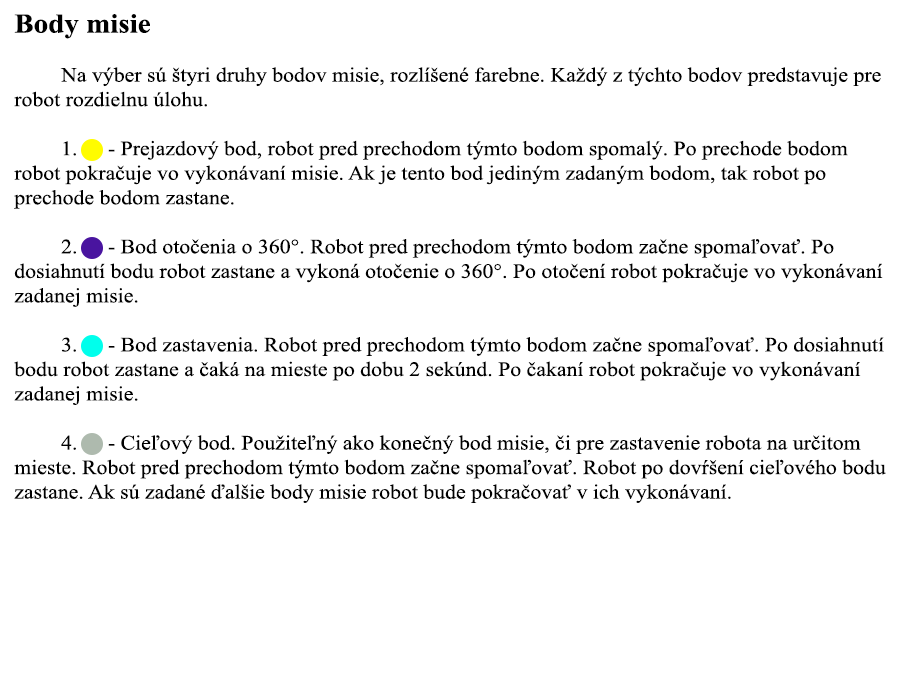 Body misie
Na výber sú štyri druhy bodov misie, rozlíšené farebne. Každý z týchto bodov predstavuje pre
robot rozdielnu úlohu.
1. - Prejazdový bod, robot pred prechodom týmto bodom spomalý. Po prechode bodom
robot pokračuje vo vykonávaní misie. Ak je tento bod jediným zadaným bodom, tak robot po
prechode bodom zastane.
2. - Bod otočenia o 360°. Robot pred prechodom týmto bodom začne spomaľovať. Po
dosiahnutí bodu robot zastane a vykoná otočenie o 360°. Po otočení robot pokračuje vo vykonávaní
zadanej misie.
3. - Bod zastavenia. Robot pred prechodom týmto bodom začne spomaľovať. Po dosiahnutí
bodu robot zastane a čaká na mieste po dobu 2 sekúnd. Po čakaní robot pokračuje vo vykonávaní
zadanej misie.
4. - Cieľový bod. Použiteľný ako konečný bod misie, či pre zastavenie robota na určitom
mieste. Robot pred prechodom týmto bodom začne spomaľovať. Robot po dovŕšení cieľového bodu
zastane. Ak sú zadané ďalšie body misie robot bude pokračovať v ich vykonávaní.